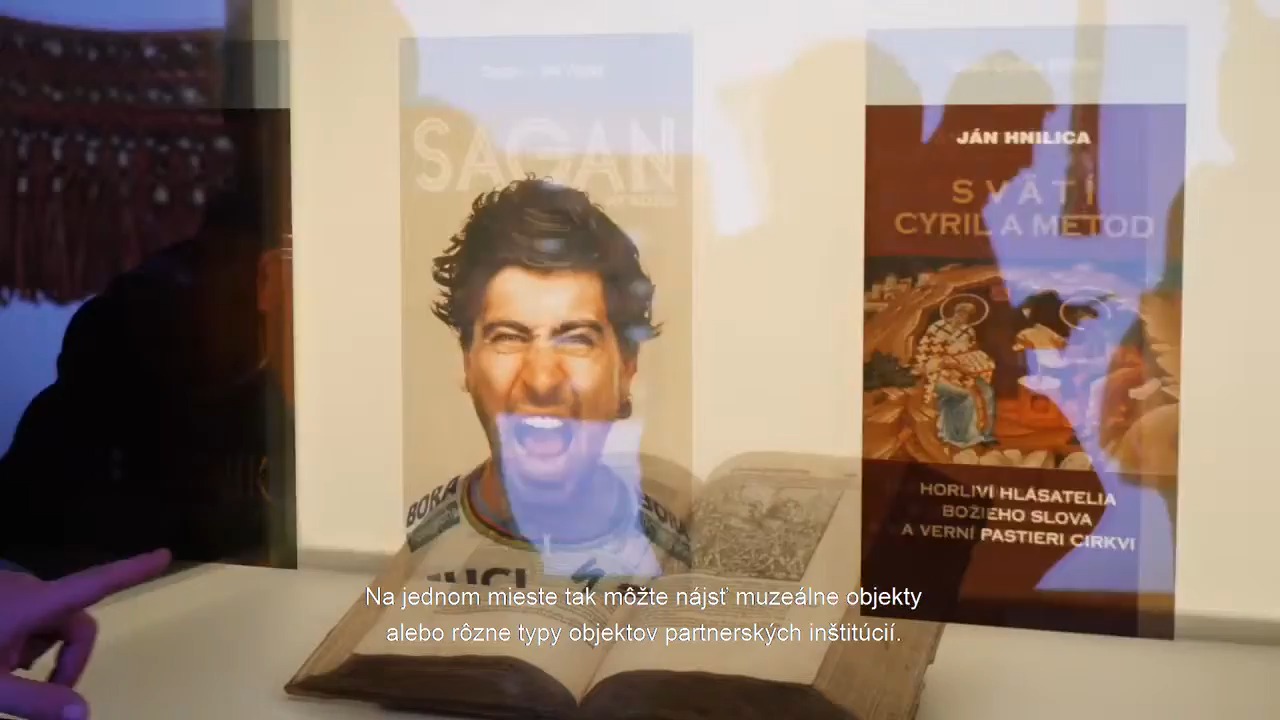 SAGAN
BORA
BORA
JÁN HNILICA
SVÄTÍ
CYRIL A METOD
HORLIVÍ HLÁSATELIA
BOŽIEHO SLOVA
A VERNÍ PASTIERI CIRKVI
Na jednom mieste tak môžte nájsť muzeálne objekty
alebo rôzne typy objektov partnerských inštitúcií.